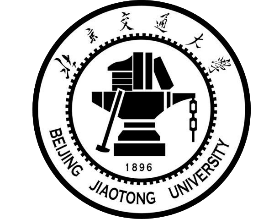 北京交通大學
1896
BEIJING JIAOTONG UNIVERSITY